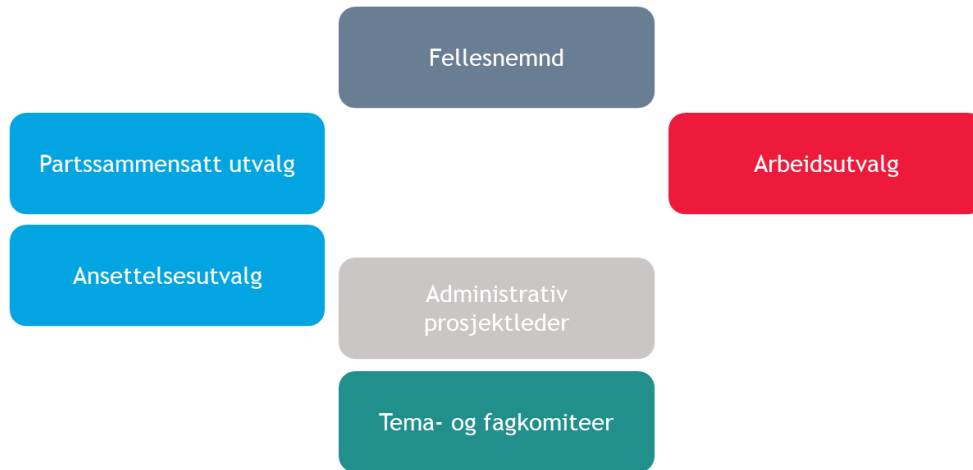 Fellesnemnd
Partssammensatt utvalg
Arbeidsutvalg
Ansettelsesutvalg
Administrativ
prosjektleder
Tema- og fagkomiteer